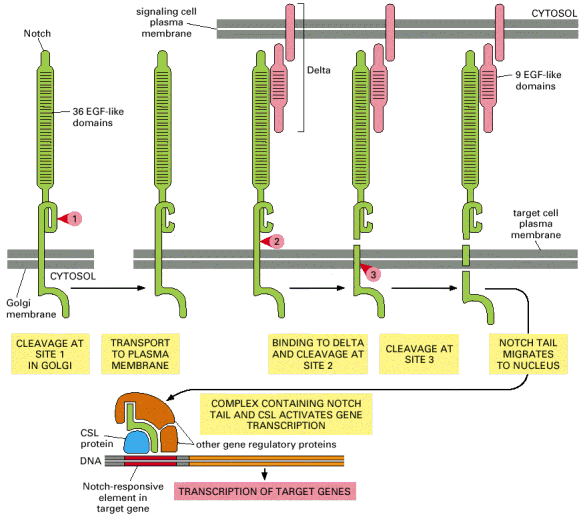 signaling cell
plasma
membrane
CYTOSOL
Notch
Delta
9 EGF-like
domains
36 EGF-like
domains
1
2
3
target cell
plasma
membrane
CYTOSOL
Golgi
membrane
CLEAVAGE AT
SITE 1
IN GOLGI
TRANSPORT
TO PLASMA
MEMBRANE
BINDING TO DELTA
AND CLEAVAGE AT
SITE 2
CLEAVAGE AT
SITE 3
NOTCH TAIL
MIGRATES
TO NUCLEUS
COMPLEX CONTAINING NOTCH
TAIL AND CSL ACTIVATES GENE
TRANSCRIPTION
CSL
protein
other gene regulatory proteins
DNA
Notch-responsive
element in
target gene
TRANSCRIPTION OF TARGET GENES